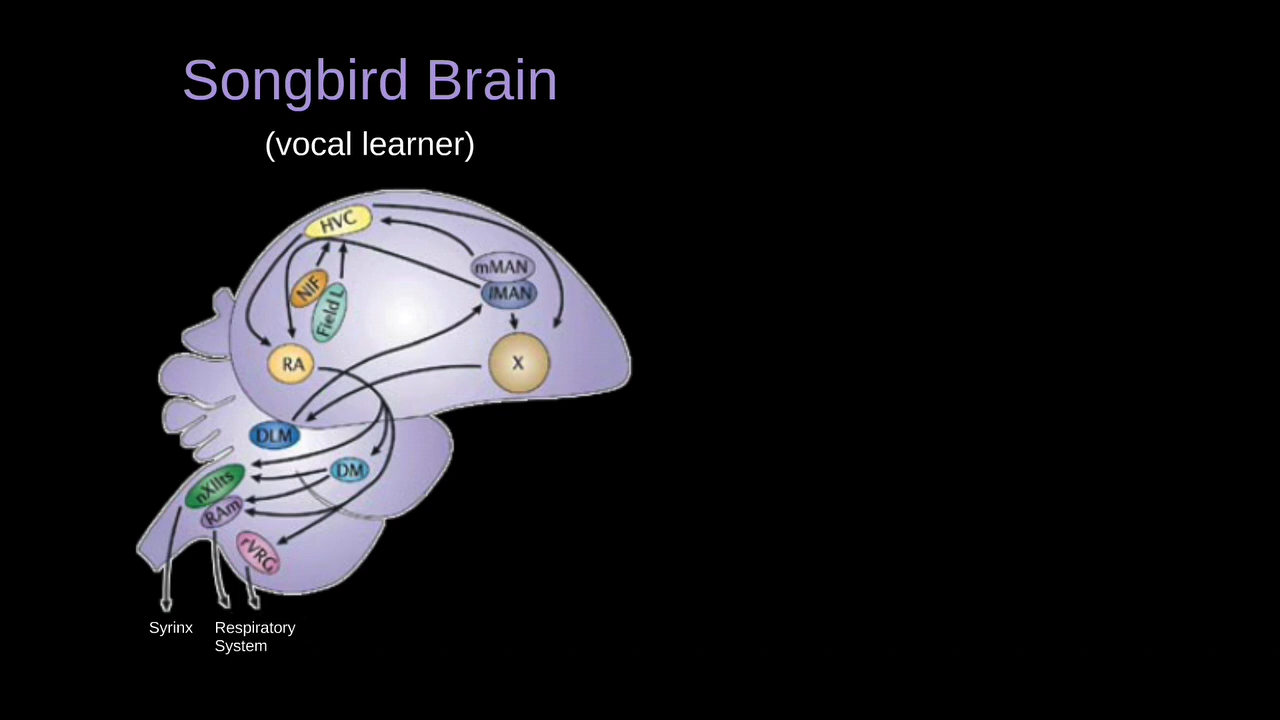 Songbird Brain
(vocal learner)
HVC
mMAN
lMAN
NIF
Field L
RA
X
DLM
DM
nXIIts
RAm
rVRG
Syrinx
Respiratory
System